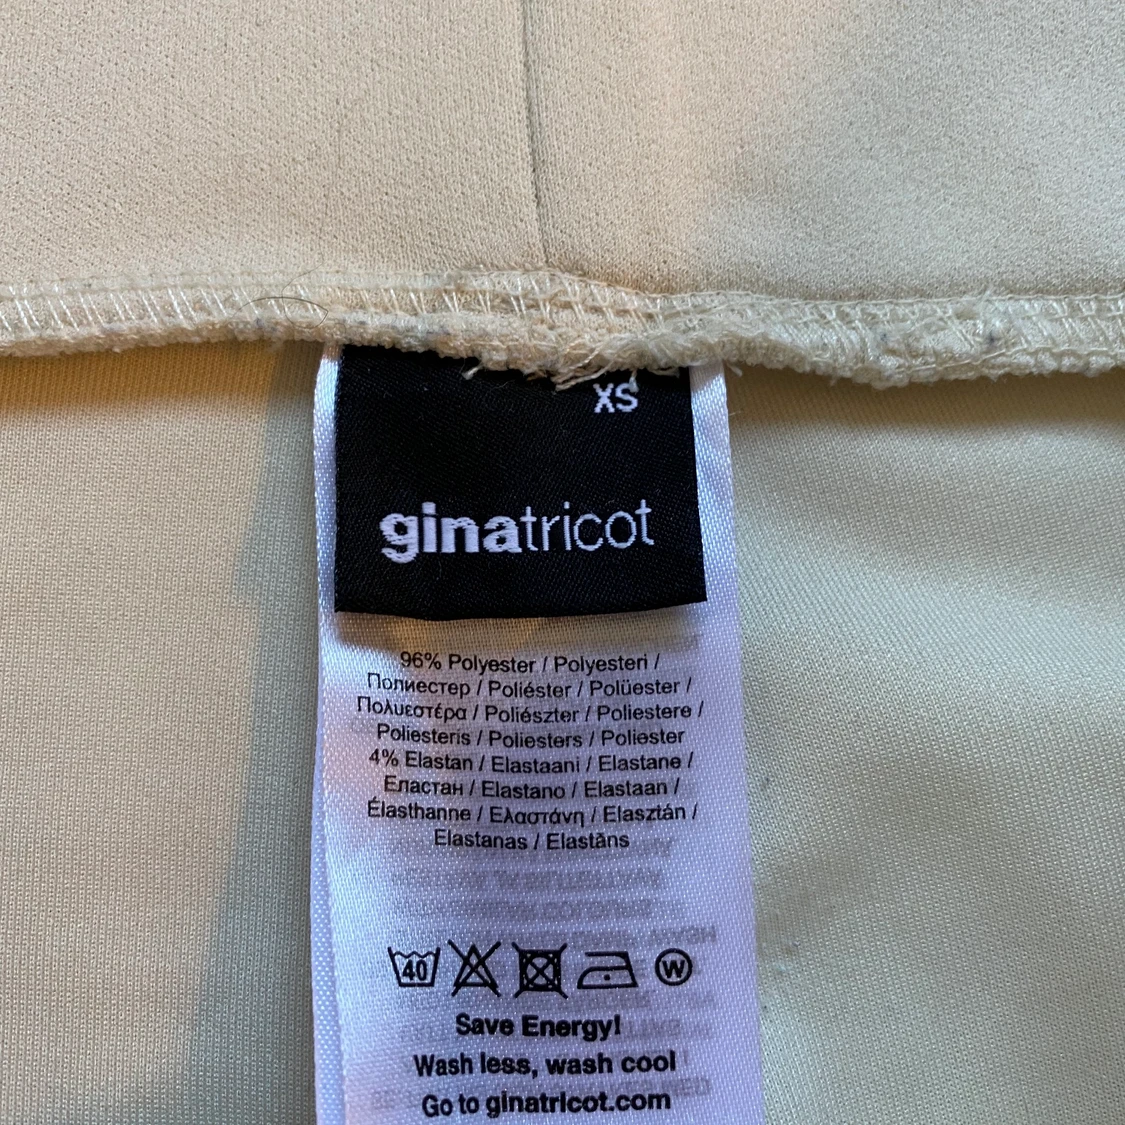 XS
ginatricot
96% Polyester / Polyesteri /
Полиестер / Poliéster / Polüester /
Πολυεστέρα / Poliészter / Poliestere /
Poliesteris / Poliesters / Poliester
4% Elastan / Elastaani / Elastane /
Еластан / Elastano / Elastaan /
Élasthanne / Ελαστάνη / Elasztán /
Elastanas / Elastāns
40
W
Save Energy!
Wash less, wash cool
Go to ginatricot.com